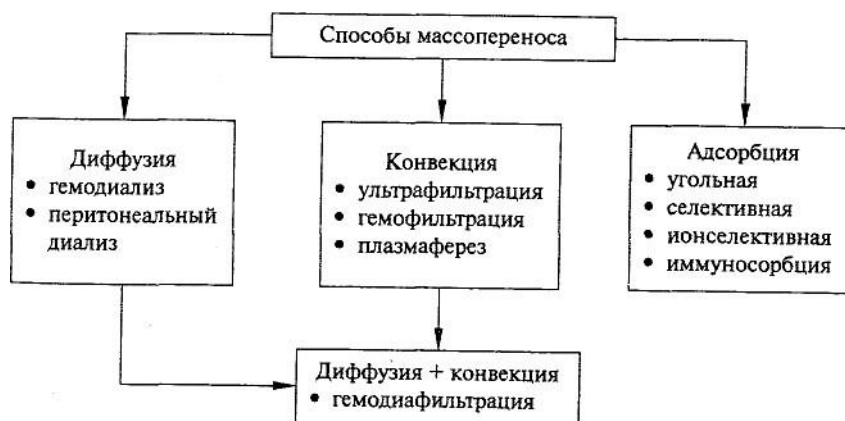 Способы массопереноса
Диффузия
• гемодиализ
• перитонеальный
диализ
Конвекция
• ультрафильтрация
• гемофильтрация
• плазмаферез
Адсорбция
• угольная
• селективная
• ионселективная
• иммуносорбция
Диффузия + конвекция
• гемодиафильтрация